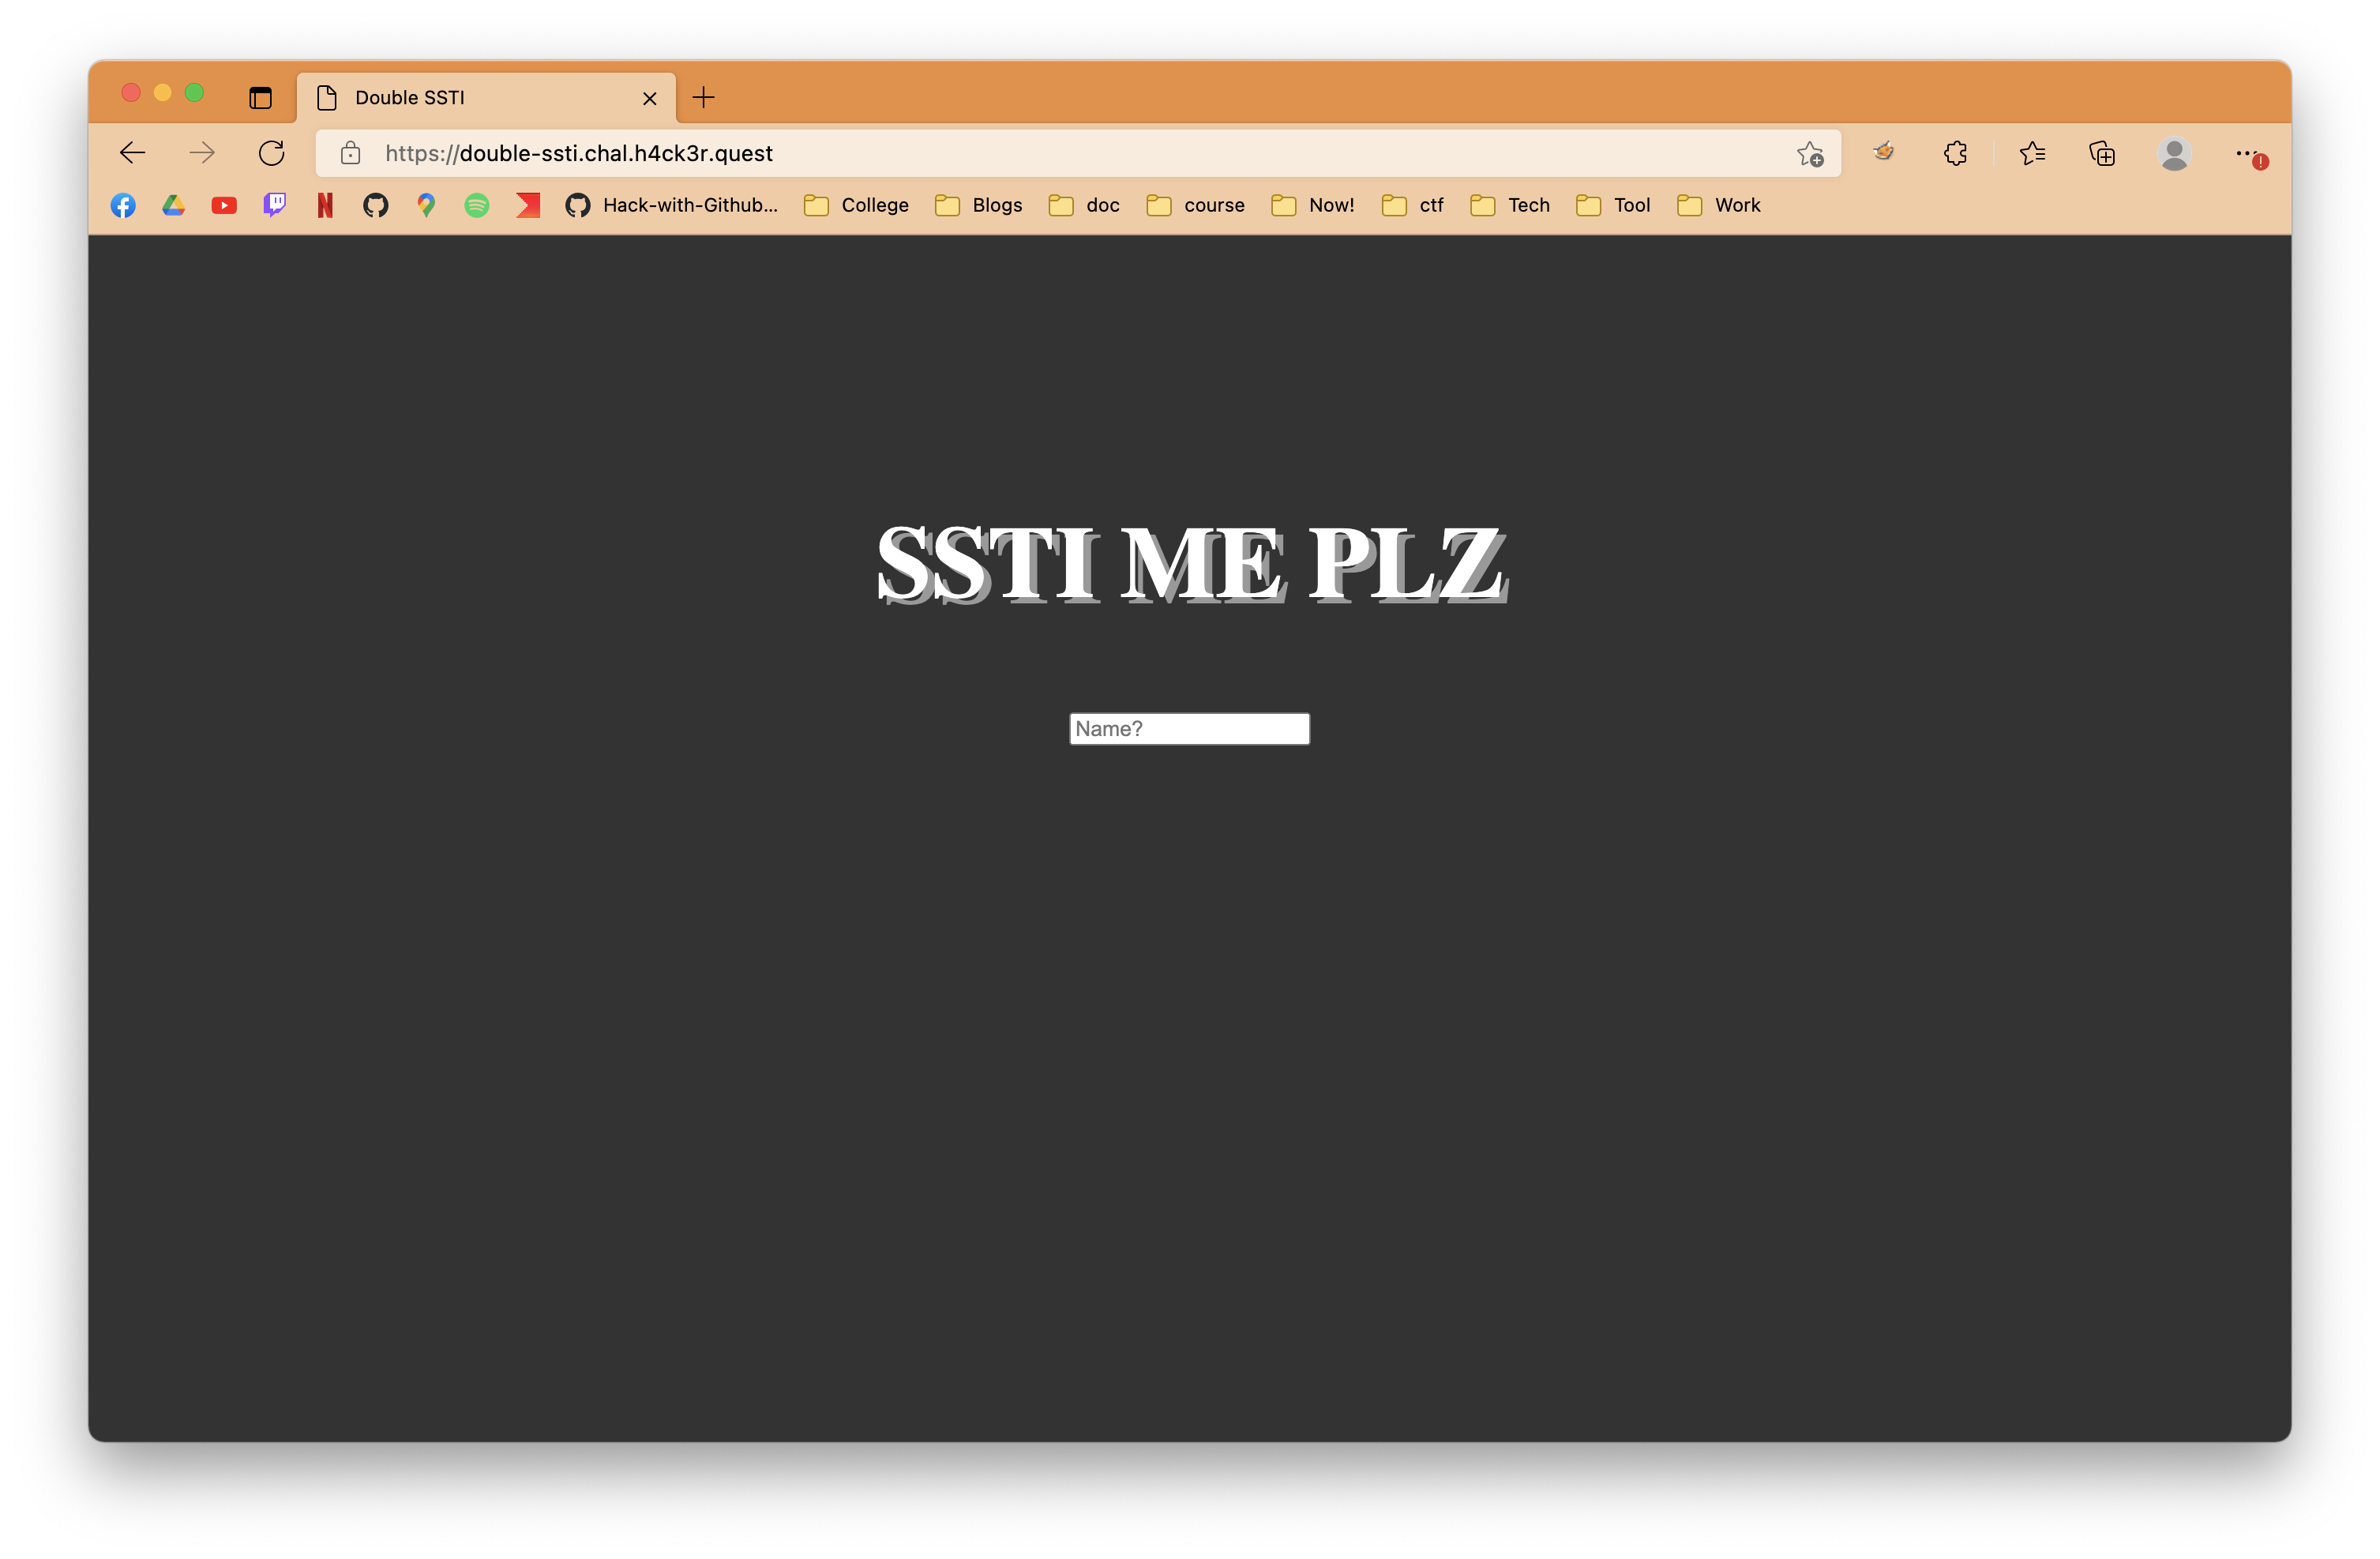 Double SSTI
https://double-ssti.chal.h4ck3r.quest
Hack-with-Github... College Blogs doc course Now! ctf Tech Tool Work
SSTI ME PLZ
Name?